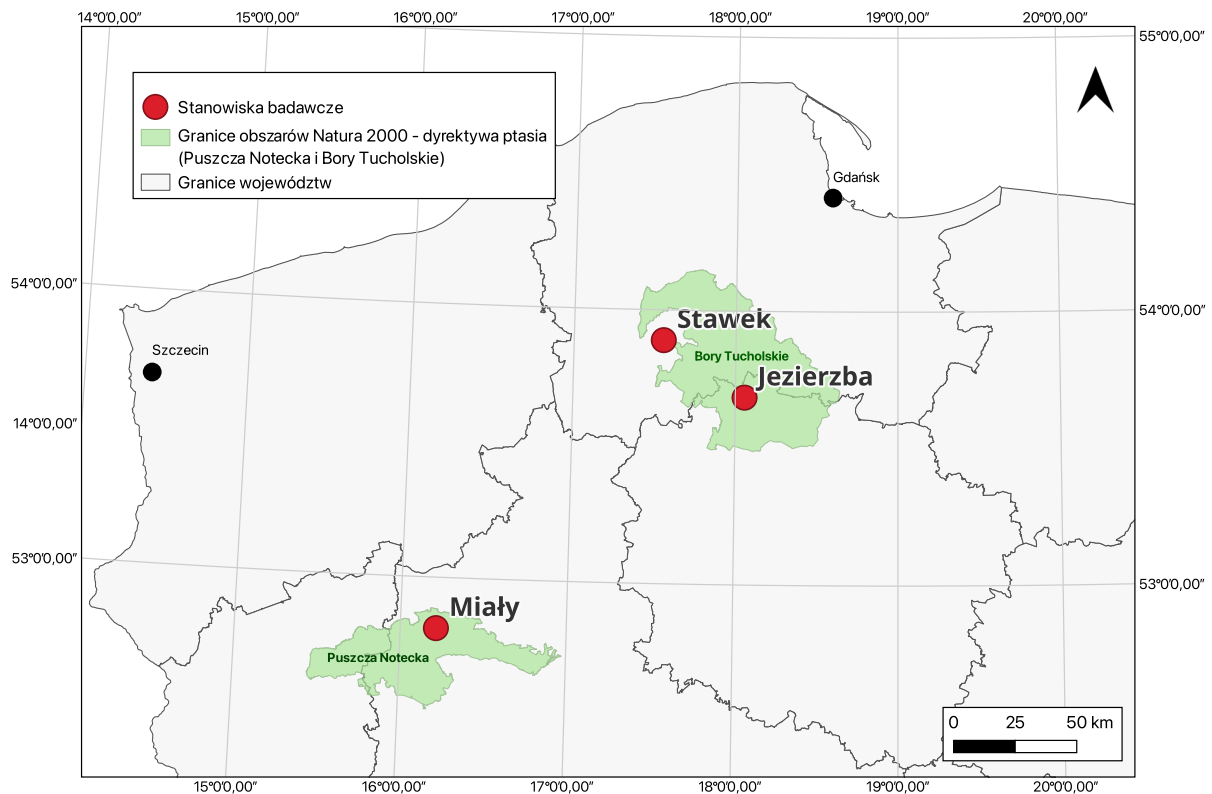 14°0'0,00" 15°0'0,00" 16°0'0,00" 17°0'0,00" 18°0'0,00" 19°0'0,00" 20°0'0,00"
55°0'0,00"
Stanowiska badawcze
Granice obszarów Natura 2000 - dyrektywa ptasia
(Puszcza Notecka i Bory Tucholskie)
Granice województw
Gdańsk
54°0'0,00"
54°0'0,00"
Stawek
Szczecin
Bory Tucholskie
Jezierzba
14°0'0,00"
53°0'0,00"
53°0'0,00"
Miały
Puszcza Notecka
0 25 50 km
15°0'0,00" 16°0'0,00" 17°0'0,00" 18°0'0,00" 19°0'0,00" 20°0'0,00"